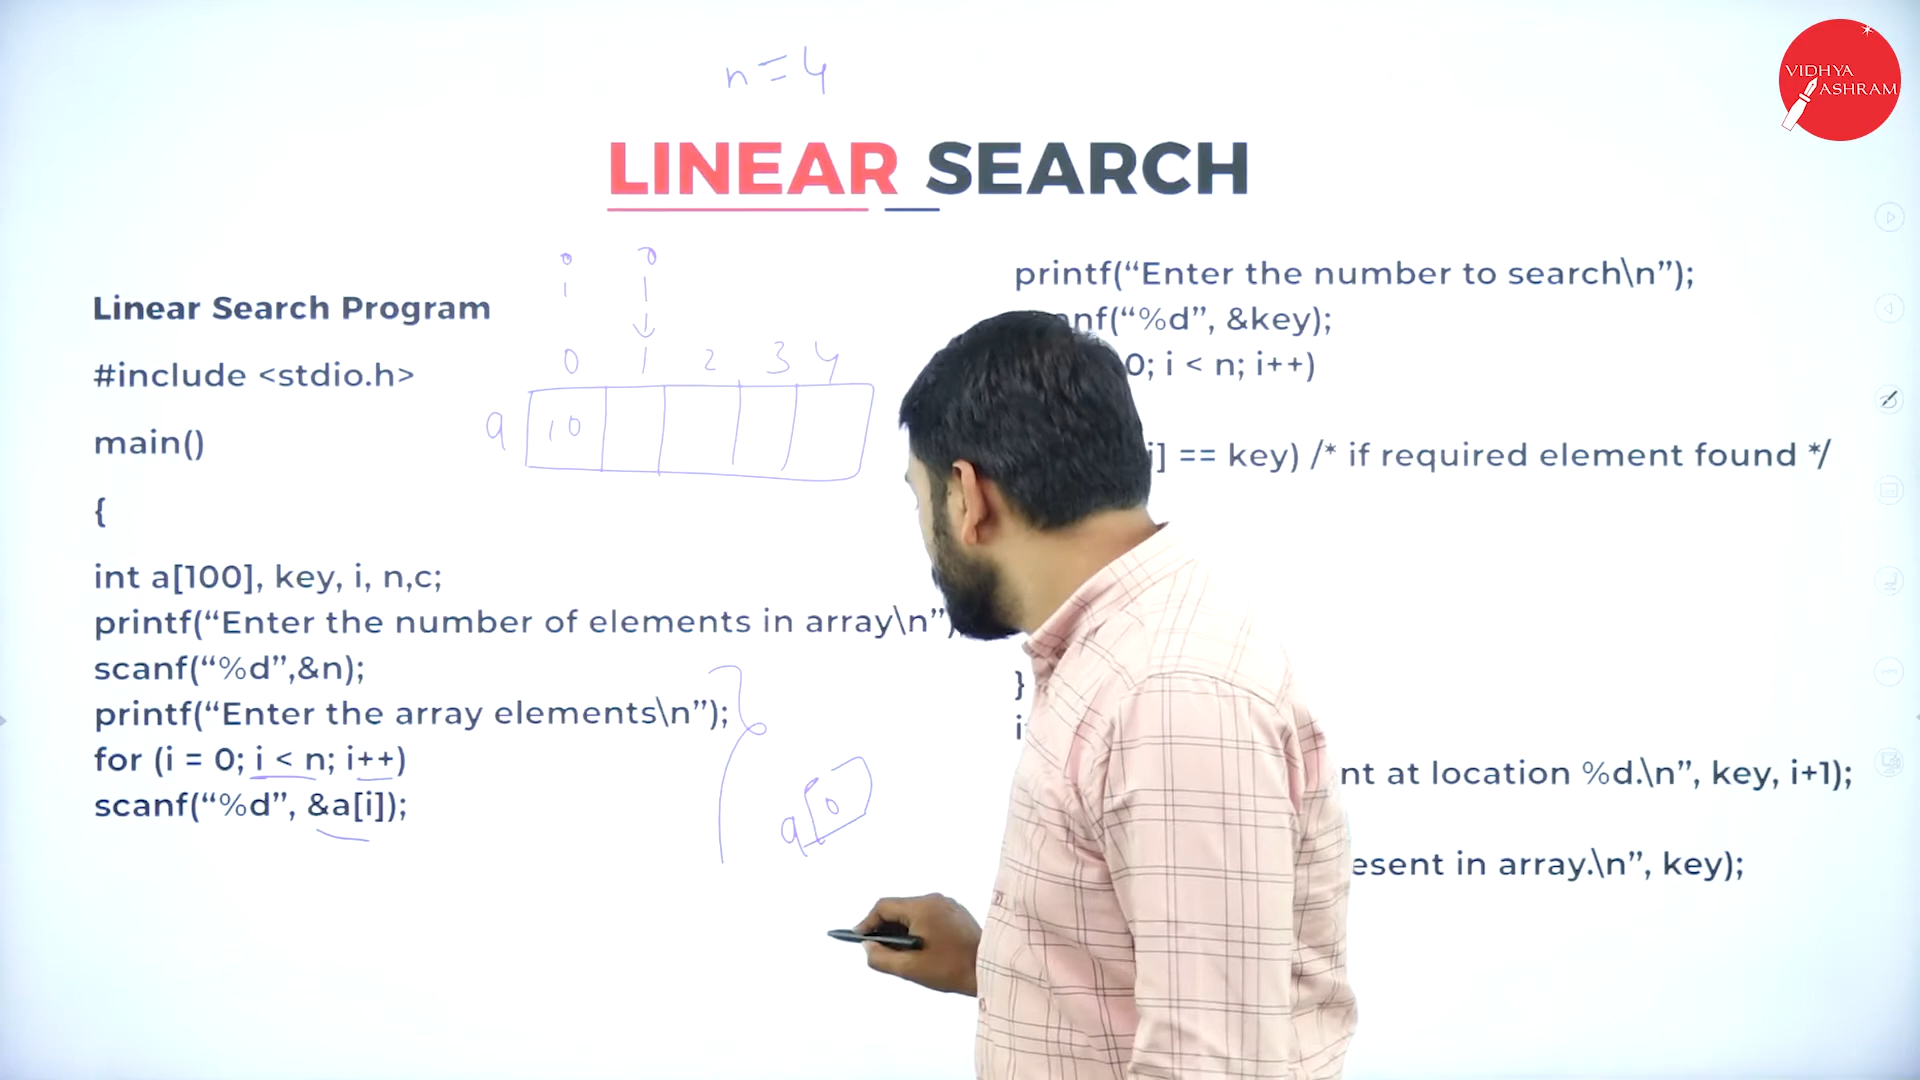 n = 4
VIDHYA
ASHRAM
LINEAR SEARCH
Linear Search Program
#include <stdio.h>
main()
{
int a[100], key, i, n,c;
printf(“Enter the number of elements in array\n”)
scanf(“%d”,&n);
printf(“Enter the array elements\n”);
for (i = 0; i < n; i++)
scanf(“%d”, &a[i]);
0 1 2 3 4
a 10
a[0]
printf(“Enter the number to search\n”);
nf(“%d”, &key);
0; i < n; i++)
i] == key) /* if required element found */
}
i
nt at location %d.\n”, key, i+1);
esent in array.\n”, key);